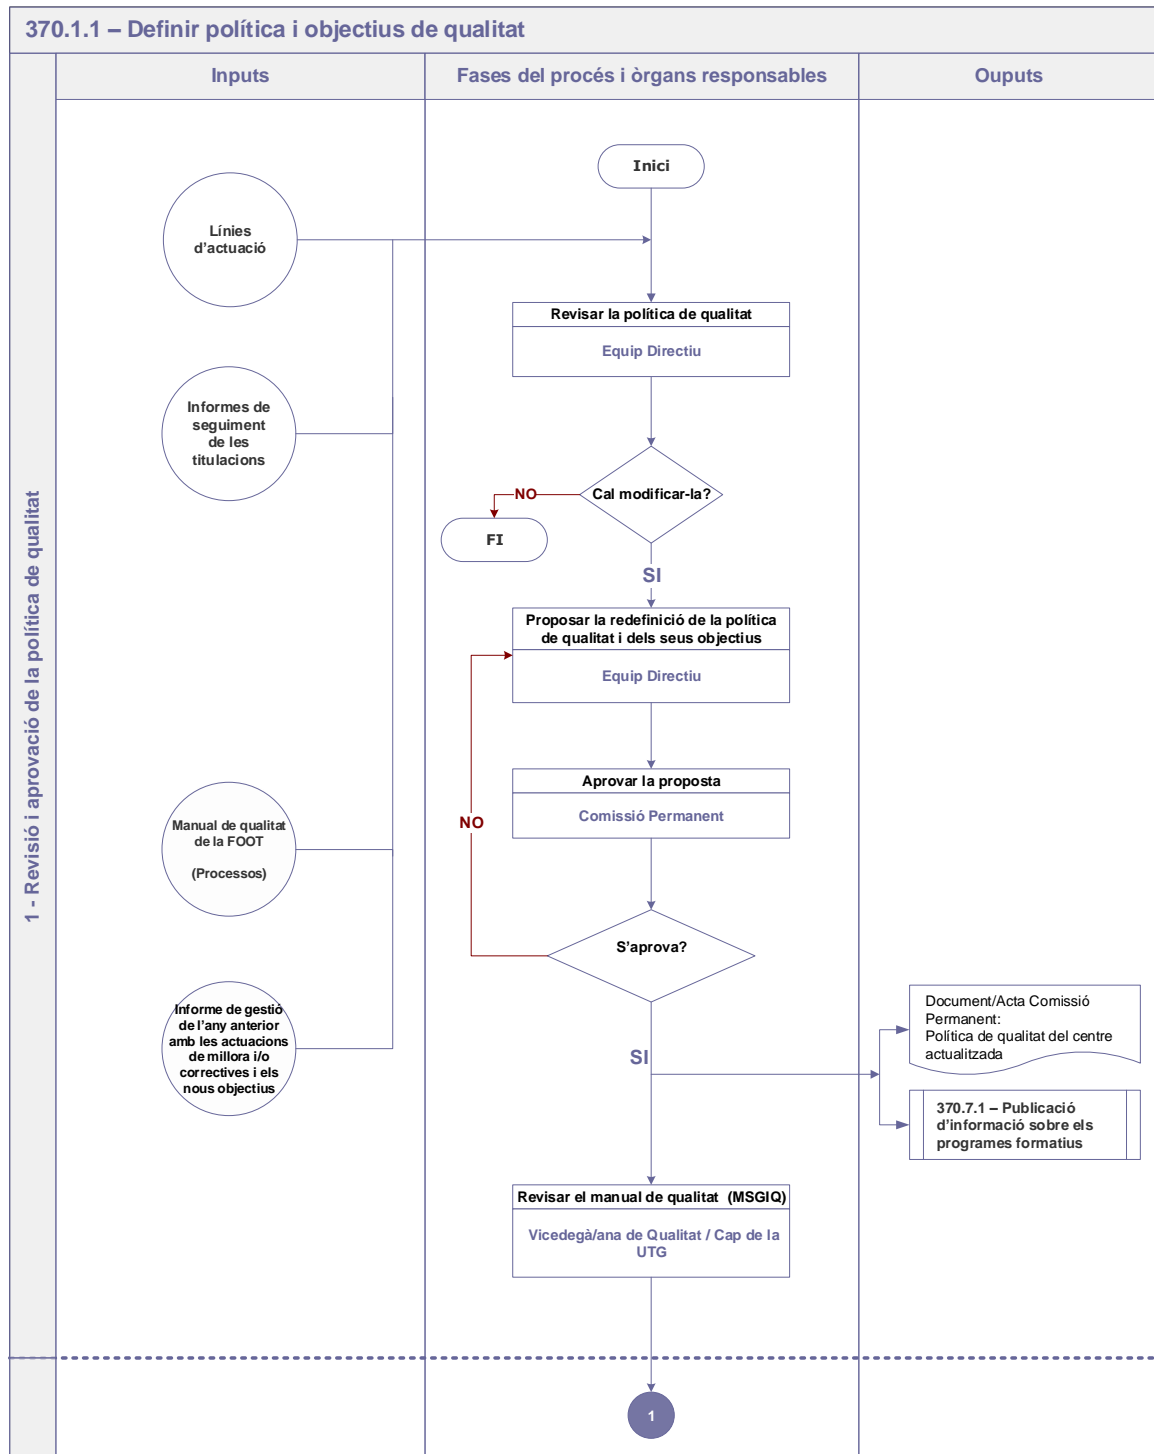 370.1.1 – Definir política i objectius de qualitat
Inputs
Fases del procés i òrgans responsables
Ouputs
1 - Revisió i aprovació de la política de qualitat
Inici
Línies
d'actuació
Revisar la política de qualitat
Equip Directiu
Informes de
seguiment
de les
titulacions
Cal modificar-la?
NO
FI
SI
Proposar la redefinició de la política
de qualitat i dels seus objectius
Equip Directiu
Aprovar la proposta
Comissió Permanent
NO
Manual de qualitat
de la FOOT
(Processos)
S'aprova?
Informe de gestió
de l'any anterior
amb les actuacions
de millora i/o
correctives i els
nous objectius
SI
Document/Acta Comissió
Permanent:
Política de qualitat del centre
actualitzada
370.7.1 – Publicació
d'informació sobre els
programes formatius
Revisar el manual de qualitat (MSGIQ)
Vicedegà/ana de Qualitat / Cap de la
UTG
1